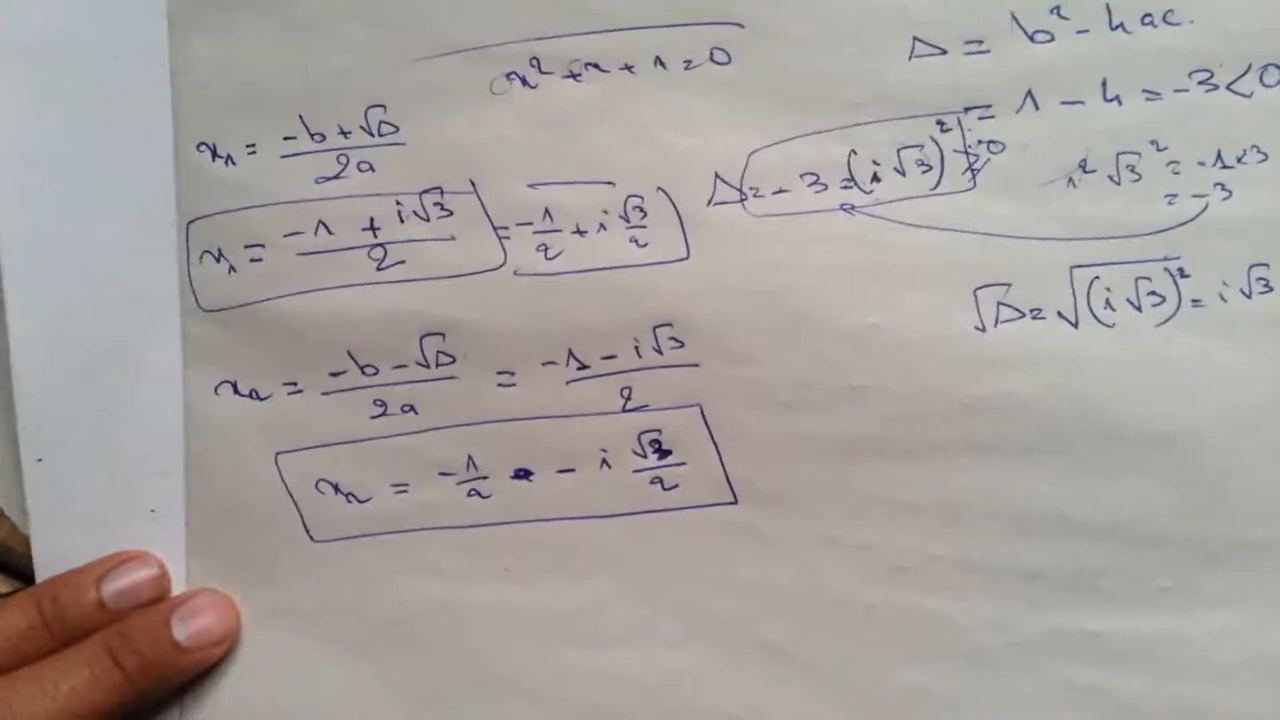 x² + x + 1 = 0
x₁ = (-b + √Δ) / 2a
x₁ = (-1 + i√3) / 2 = -1/2 + i √3/2
x₂ = (-b - √Δ) / 2a = (-1 - i√3) / 2
x₂ = -1/2 - i √3/2
Δ = b² - 4ac.
= 1 - 4 = -3 < 0
Δ = -3 = (i√3)²
i² √3² = -1×3
= -3
√Δ = √(i√3)² = i√3